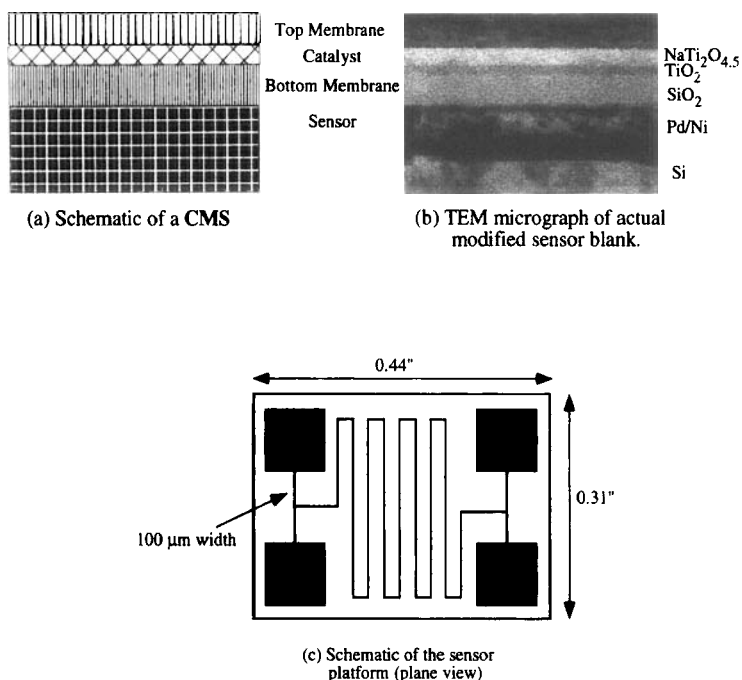 Top Membrane
Catalyst
Bottom Membrane
Sensor
(a) Schematic of a CMS
NaTi₂O₄.₅
TiO₂
SiO₂
Pd/Ni
Si
(b) TEM micrograph of actual
modified sensor blank.
0.44"
0.31"
100 µm width
(c) Schematic of the sensor
platform (plane view)